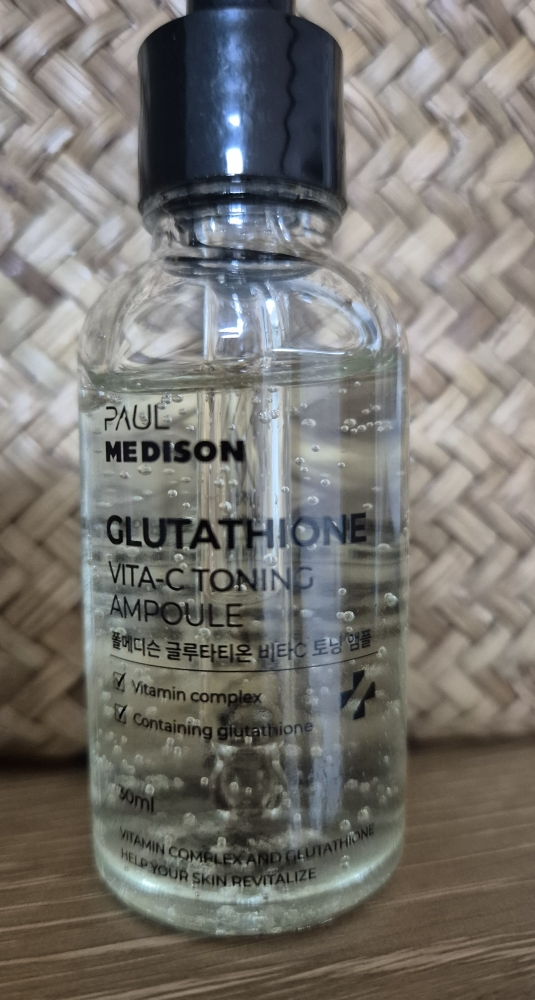 PAUL
MEDISON
GLUTATHIONE
VITA-C TONING
AMPOULE
폴메디슨 글루타티온 비타C 토닝 앰플
Vitamin complex
Containing glutathione
30ml
VITAMIN COMPLEX AND GLUTATHIONE
HELP YOUR SKIN REVITALIZE